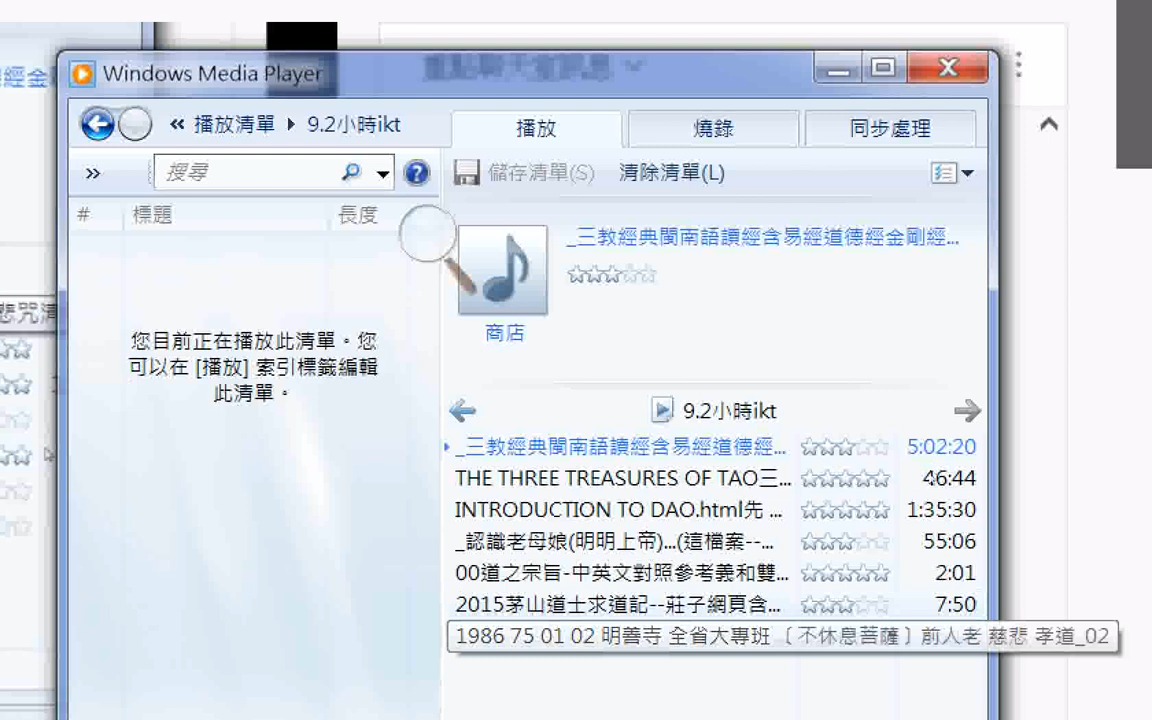 Windows Media Player
播放清單 9.2小時ikt
播放
燒錄
同步處理
搜尋
儲存清單(S)
清除清單(L)
# 標題 長度
_三教經典閩南語讀經含易經道德經金剛經...
商店
您目前正在播放此清單。您
可以在 [播放] 索引標籤編輯
此清單。
9.2小時ikt
_三教經典閩南語讀經含易經道德經... 5:02:20
THE THREE TREASURES OF TAO三... 46:44
INTRODUCTION TO DAO.html先 ... 1:35:30
_認識老母娘(明明上帝)...(這檔案--... 55:06
00道之宗旨-中英文對照參考義和雙... 2:01
2015茅山道士求道記--莊子網頁含... 7:50
1986 75 01 02 明善寺 全省大專班 〔不休息菩薩〕前人老 慈悲 孝道_02
經金
悲咒